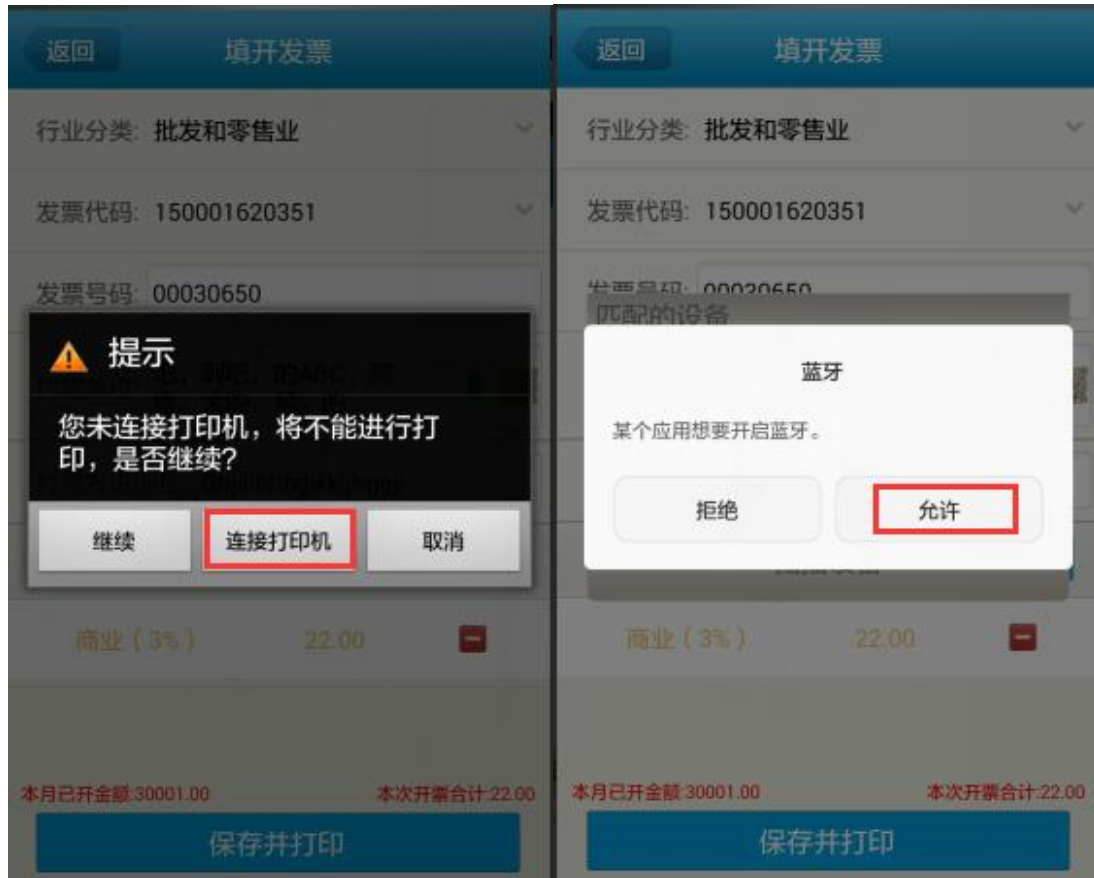 返回
填开发票
行业分类: 批发和零售业
发票代码: 150001620351
发票号码: 00030650
提示
您未连接打印机，将不能进行打
印，是否继续?
继续
连接打印机
取消
商业（3%） 22.00
本月已开金额:30001.00 本次开票合计:22.00
保存并打印
返回
填开发票
行业分类: 批发和零售业
发票代码: 150001620351
发票号码: 00030650
匹配的设备
蓝牙
某个应用想要开启蓝牙。
拒绝
允许
商业（3%） 22.00
本月已开金额:30001.00 本次开票合计:22.00
保存并打印